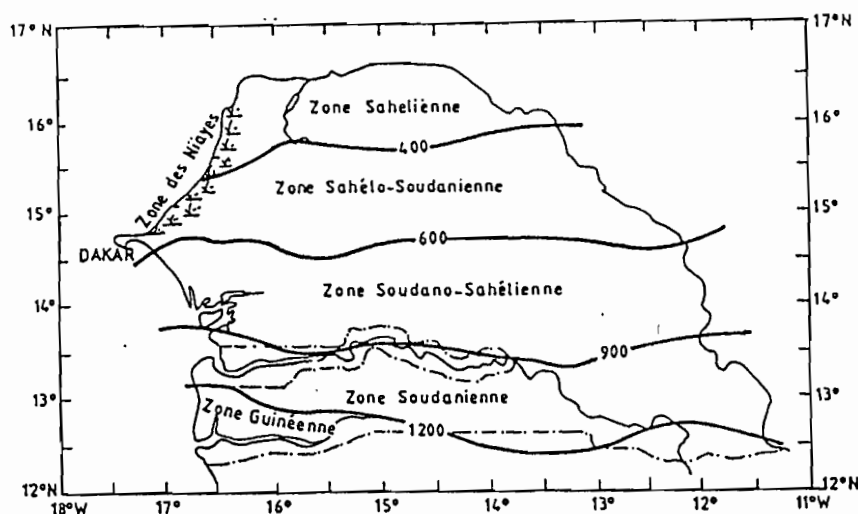 17° N
17° N
Zone Sahelienne
16°
16°
400
Zone des Niayes
Zone Sahélo-Soudanienne
15°
15°
600
DAKAR
Zone Soudano-Sahélienne
14°
14°
900
13°
13°
Zone Soudanienne
Zone Guinéenne
1200
12° N
12° N
18° W
17°
16°
15°
14°
13°
12°
11° W